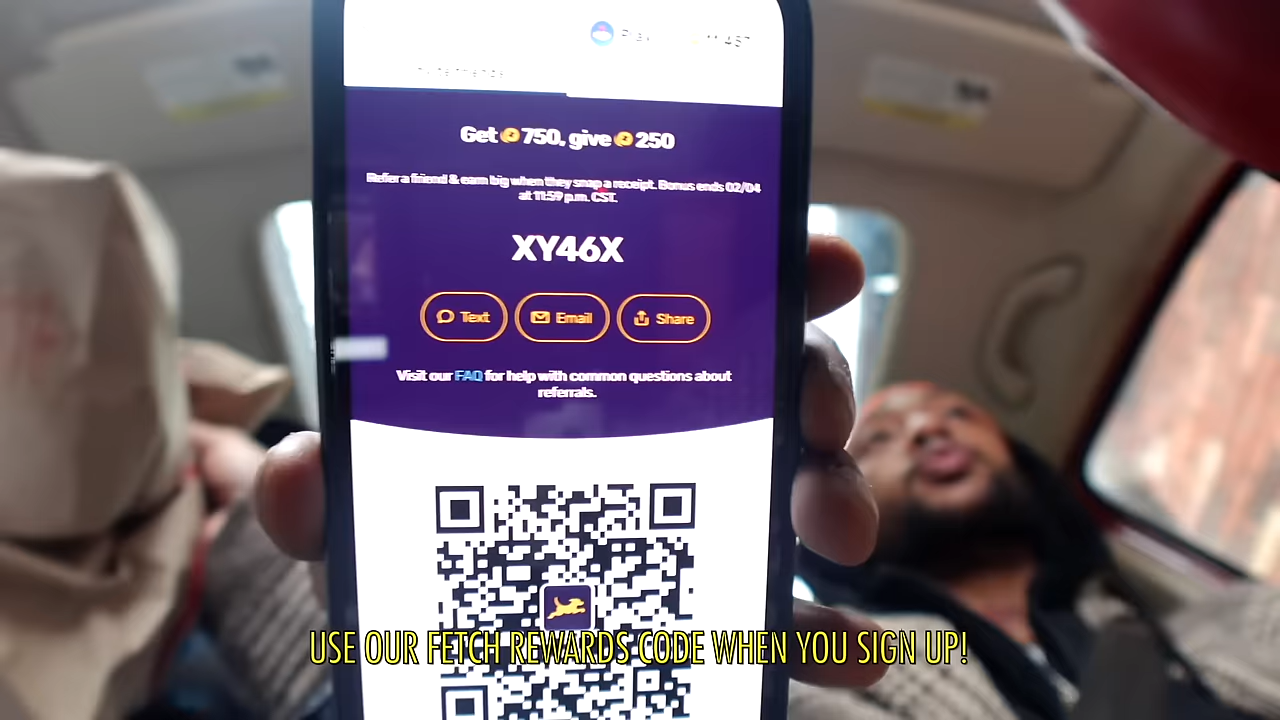 Get 750, give 250
Refer a friend & earn big when they snap a receipt. Bonus ends 02/04
at 11:59 p.m. CST.
XY46X
Text Email Share
Visit our FAQ for help with common questions about
referrals.
USE OUR FETCH REWARDS CODE WHEN YOU SIGN UP!